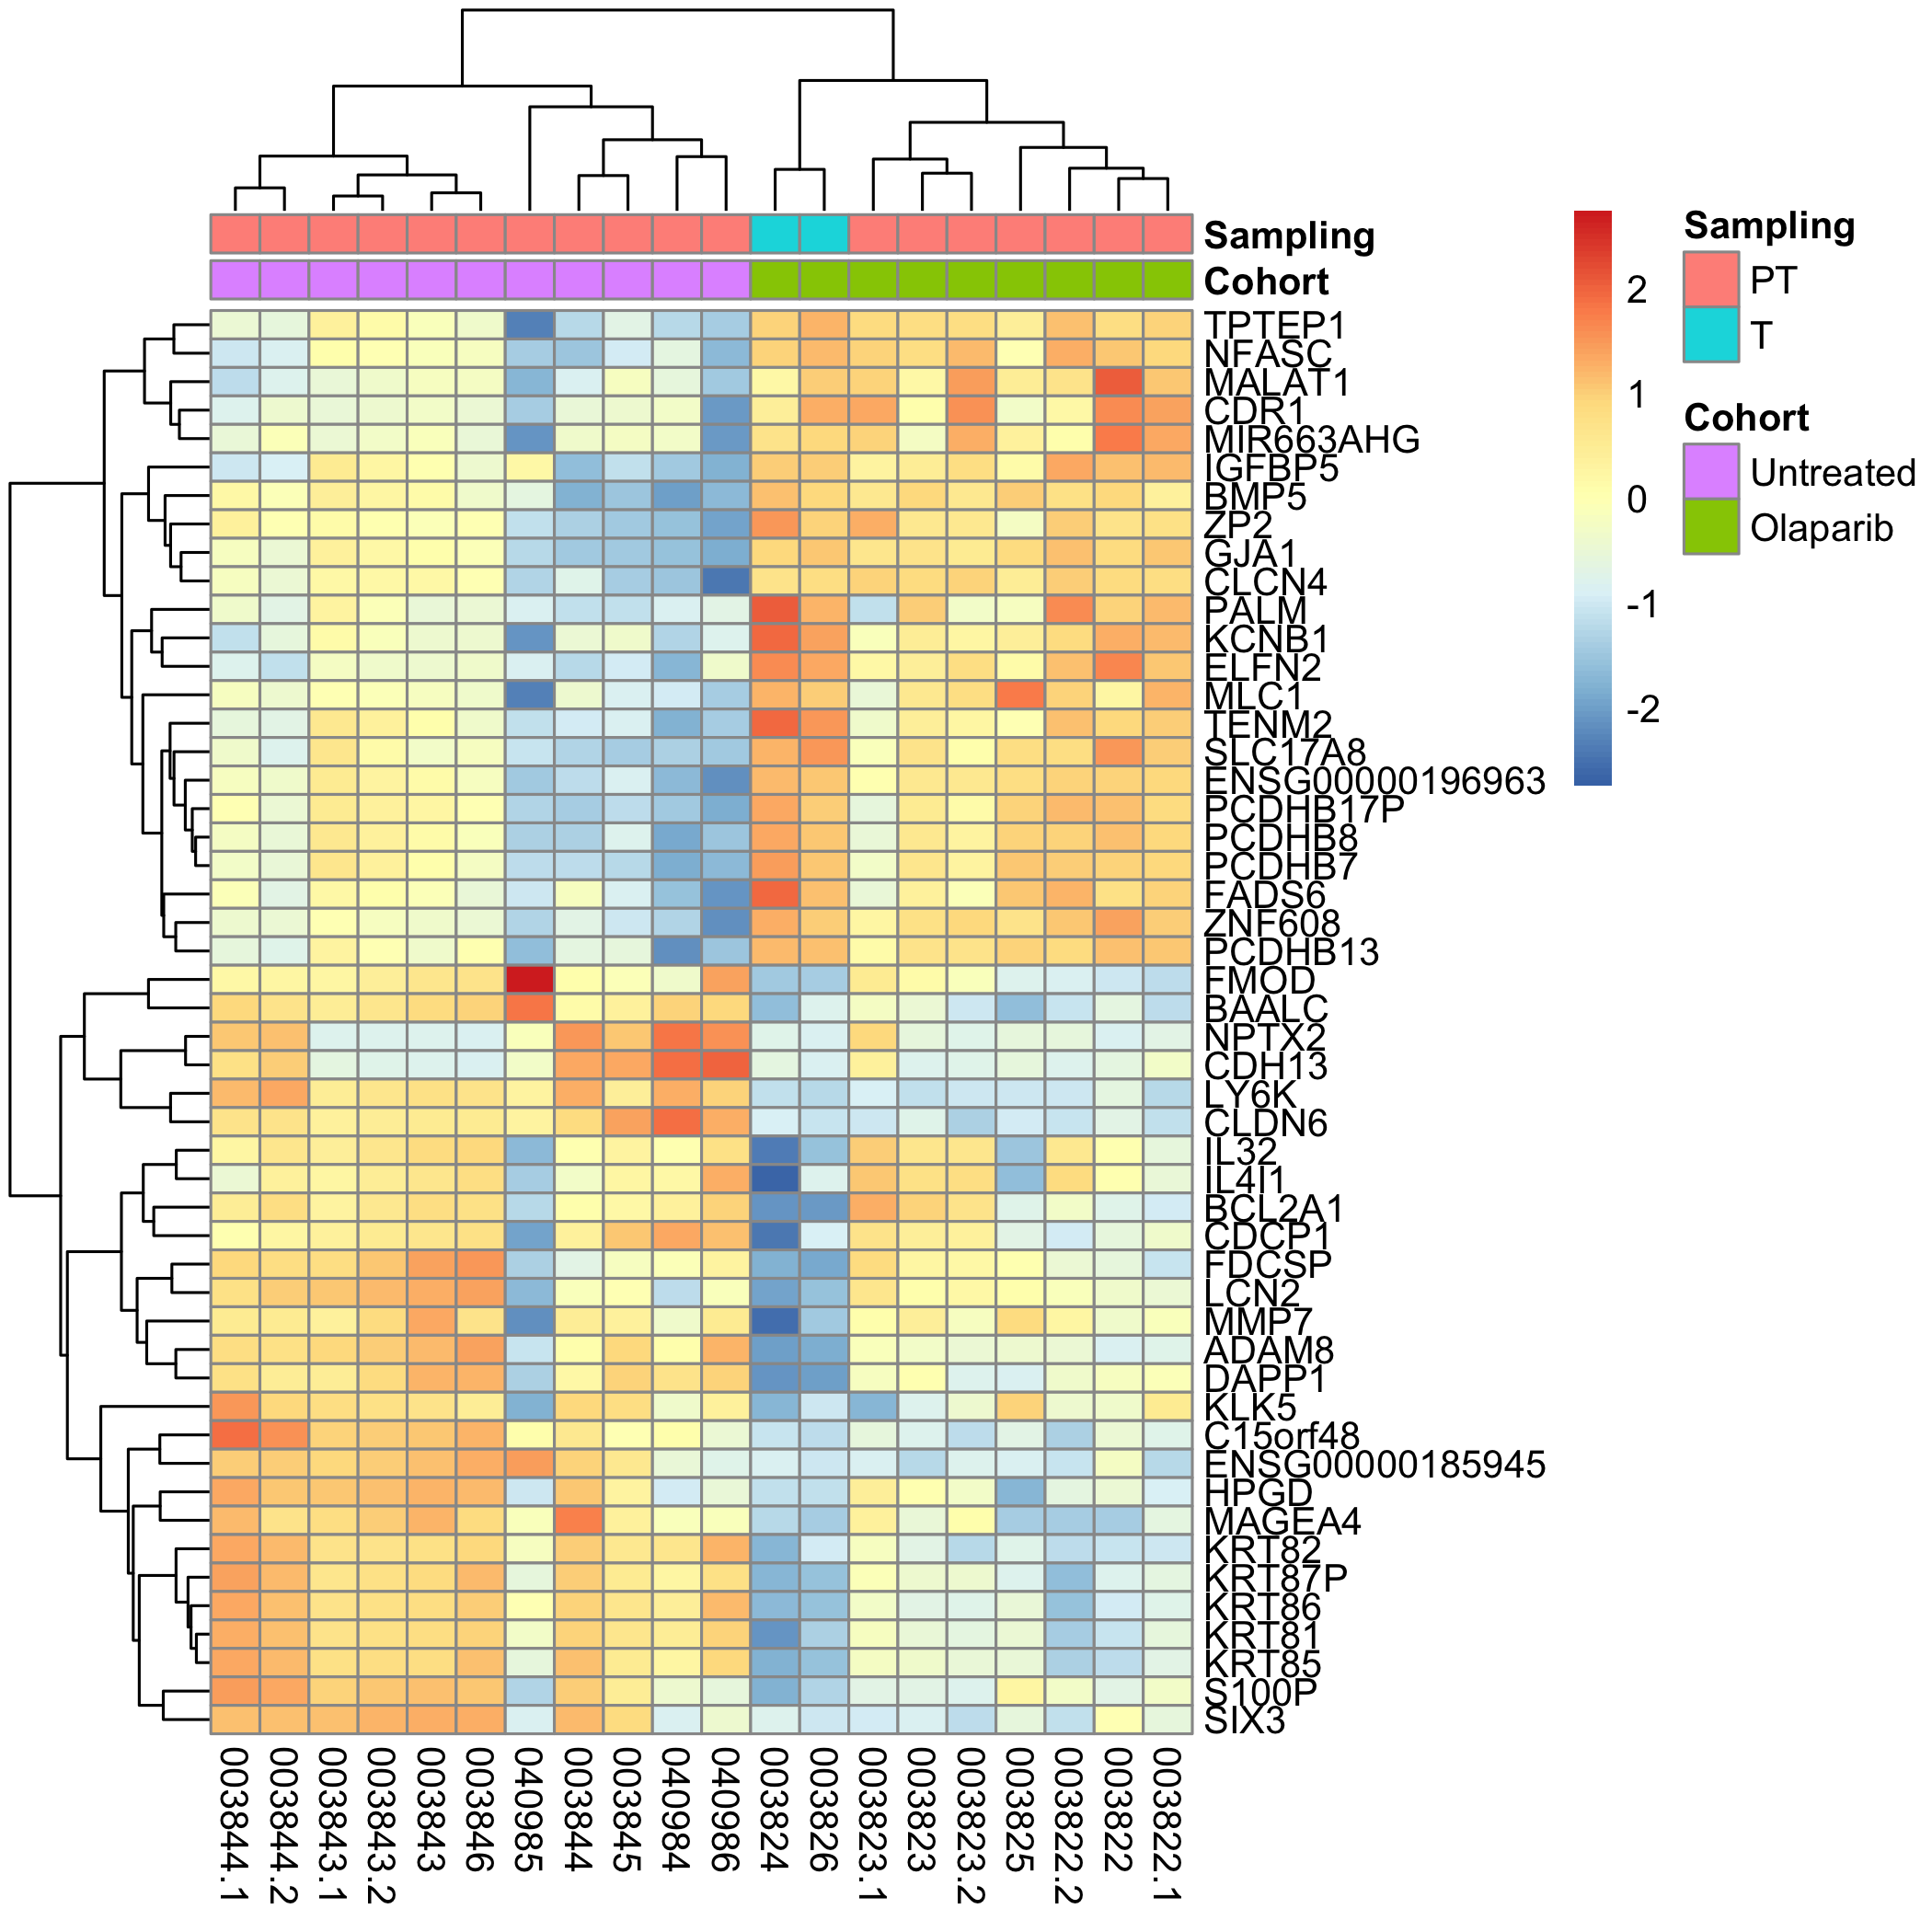 Sampling
Cohort
TPTEP1
NFASC
MALAT1
CDR1
MIR663AHG
IGFBP5
BMP5
ZP2
GJA1
CLCN4
PALM
KCNB1
ELFN2
MLC1
TENM2
SLC17A8
ENSG00000196963
PCDHB17P
PCDHB8
PCDHB7
FADS6
ZNF608
PCDHB13
FMOD
BAALC
NPTX2
CDH13
LY6K
CLDN6
IL32
IL4I1
BCL2A1
CDCP1
FDCSP
LCN2
MMP7
ADAM8
DAPP1
KLK5
C15orf48
ENSG00000185945
HPGD
MAGEA4
KRT82
KRT87P
KRT86
KRT81
KRT85
S100P
SIX3
003844.1
003844.2
003843.1
003843.2
003843
003846
040985
003844
003845
040984
040986
003824
003826
003823.1
003823
003823.2
003825
003822.2
003822
003822.1
2
1
0
-1
-2
Sampling
PT
T
Cohort
Untreated
Olaparib